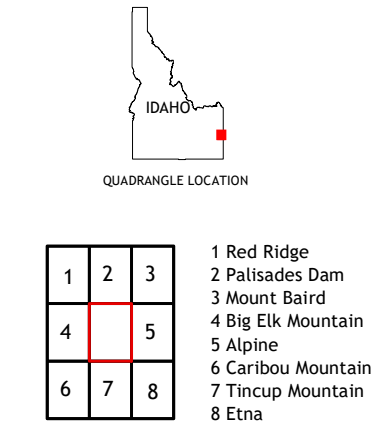 IDAHO
QUADRANGLE LOCATION
1 2 3
4 5
6 7 8
1 Red Ridge
2 Palisades Dam
3 Mount Baird
4 Big Elk Mountain
5 Alpine
6 Caribou Mountain
7 Tincup Mountain
8 Etna